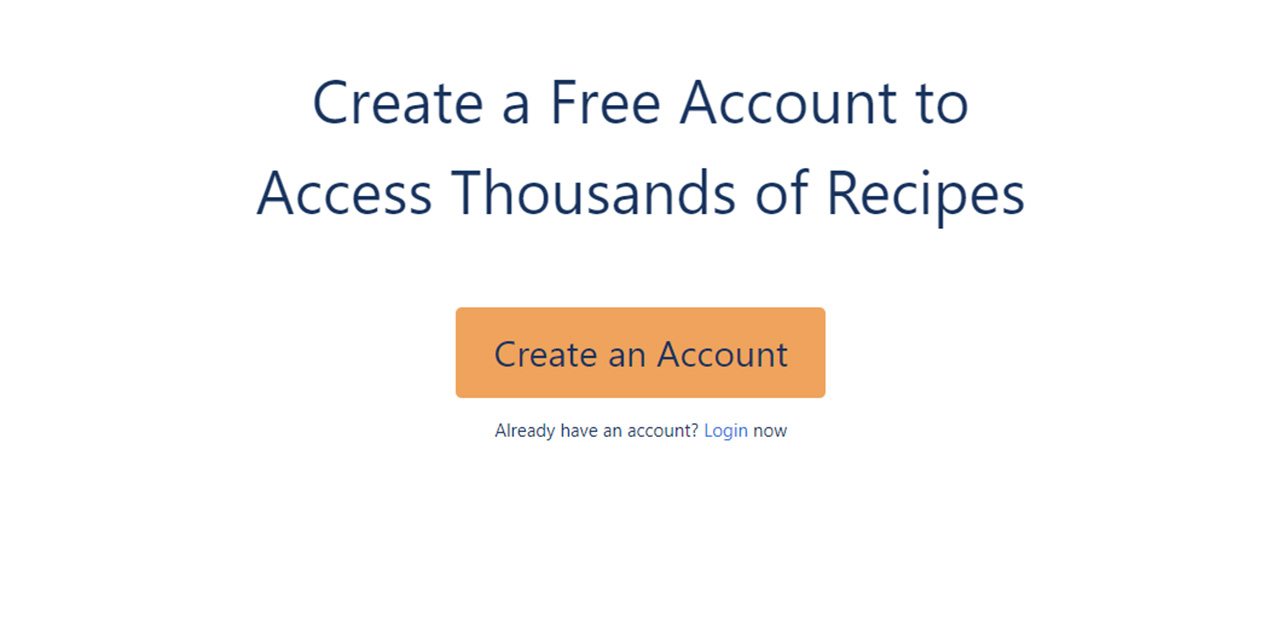 Create a Free Account to
Access Thousands of Recipes
Create an Account
Already have an account? Login now